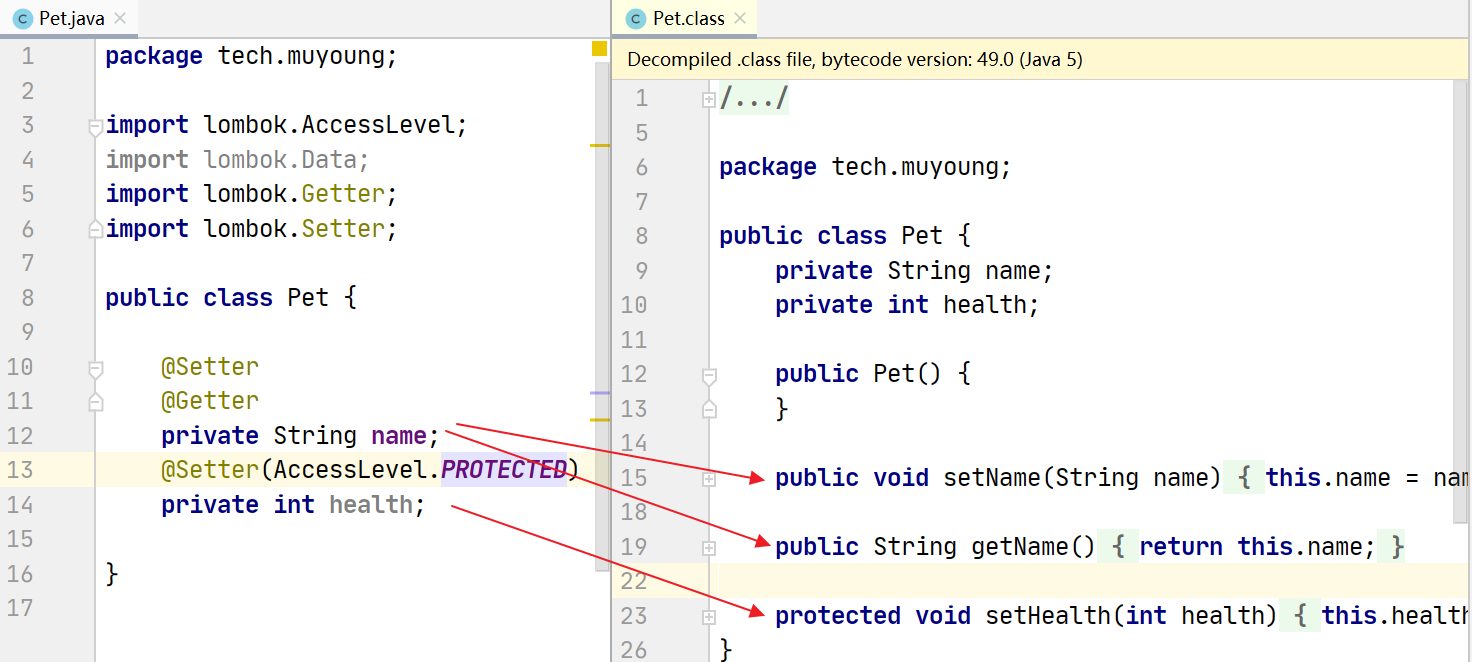 Pet.java
1 package tech.muyoung;
2
3 import lombok.AccessLevel;
4 import lombok.Data;
5 import lombok.Getter;
6 import lombok.Setter;
7
8 public class Pet {
9
10 @Setter
11 @Getter
12 private String name;
13 @Setter(AccessLevel.PROTECTED)
14 private int health;
15
16 }
17
Pet.class
Decompiled .class file, bytecode version: 49.0 (Java 5)
1 /.../
5
6 package tech.muyoung;
7
8 public class Pet {
9 private String name;
10 private int health;
11
12 public Pet() {
13 }
14
15 public void setName(String name) { this.name = nam
18
19 public String getName() { return this.name; }
22
23 protected void setHealth(int health) { this.health
26 }